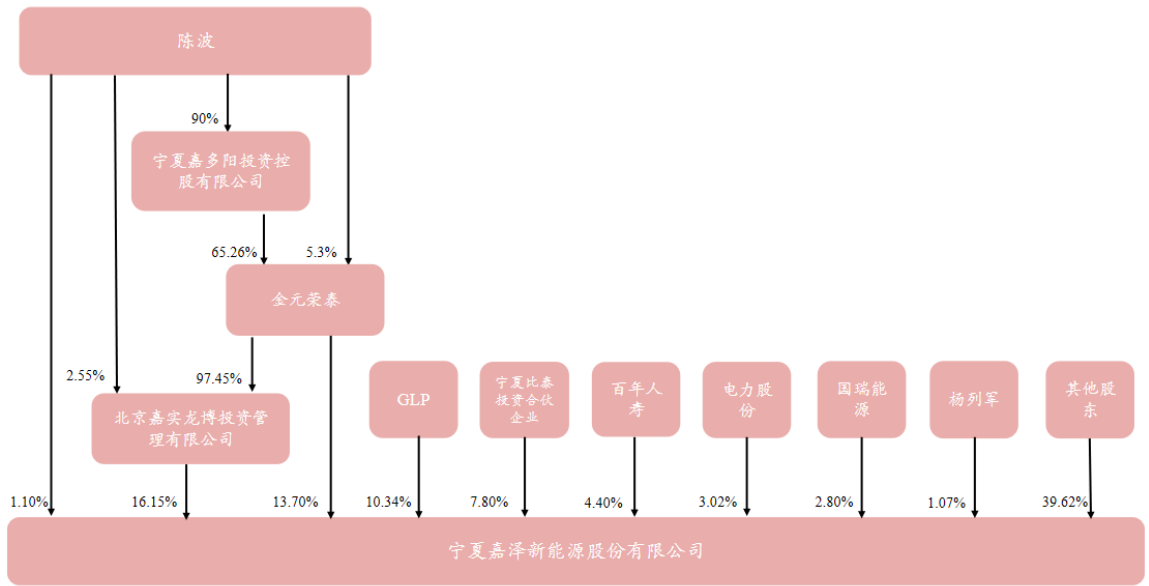 陈波
90%
宁夏嘉多阳投资控
股有限公司
65.26%
5.3%
金元荣泰
2.55%
97.45%
北京嘉实龙博投资管
理有限公司
GLP
宁夏比泰
投资合伙
企业
百年人
寿
电力股
份
国瑞能
源
杨列军
其他股
东
1.10%
16.15%
13.70%
10.34%
7.80%
4.40%
3.02%
2.80%
1.07%
39.62%
宁夏嘉泽新能源股份有限公司